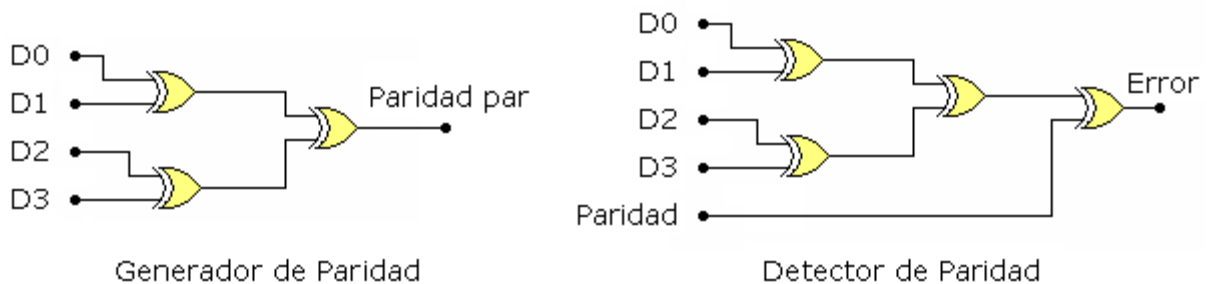 D0
D1
D2
D3
Paridad par
Generador de Paridad
D0
D1
D2
D3
Paridad
Error
Detector de Paridad